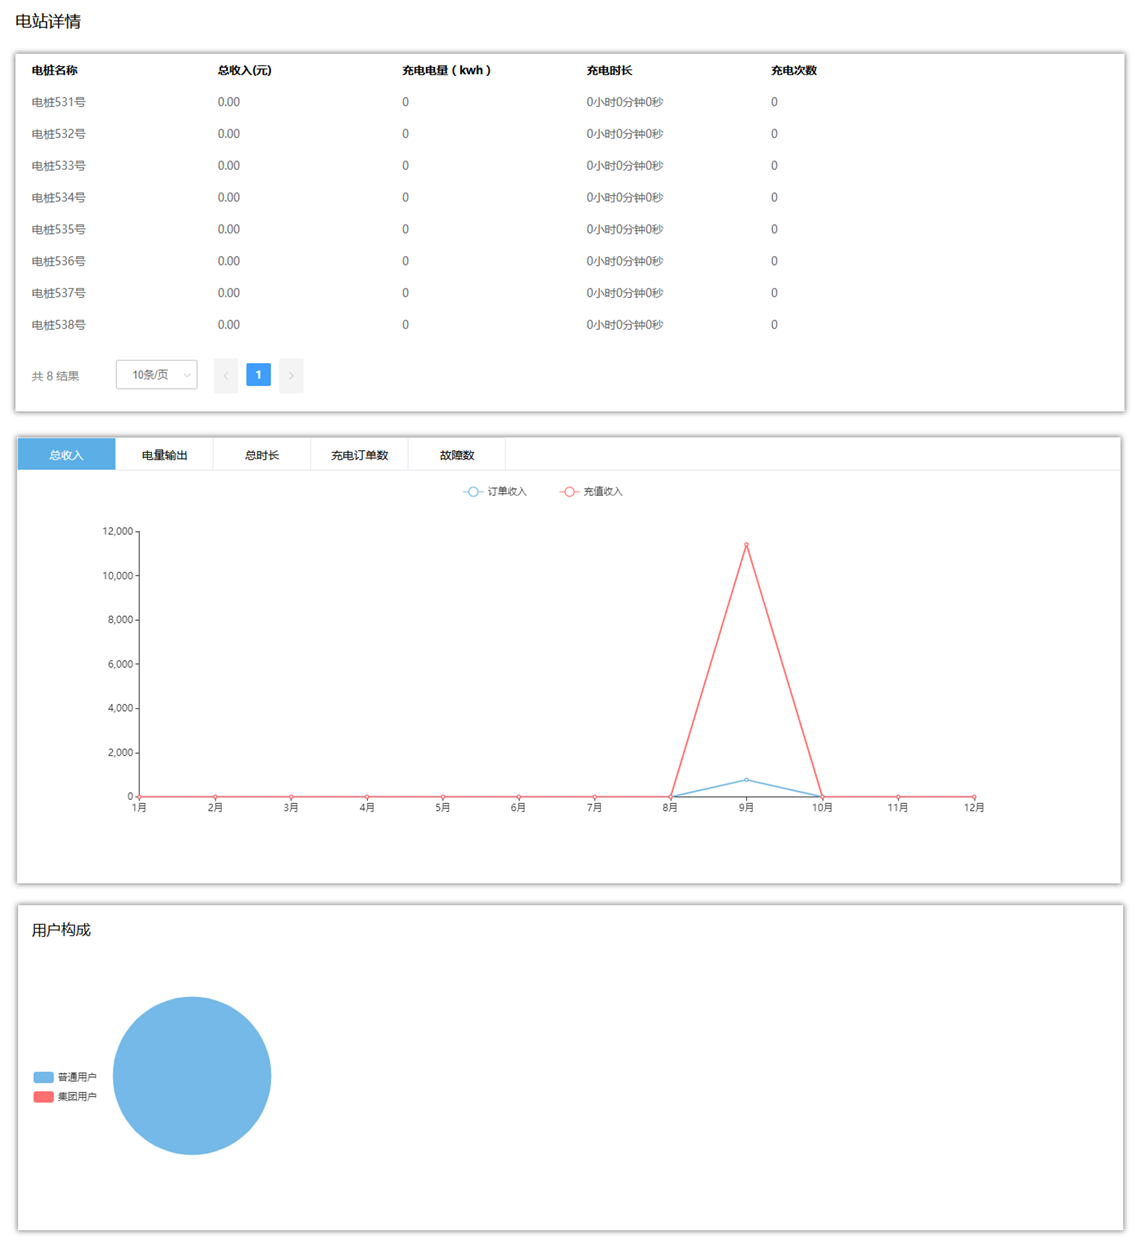 电站详情
电桩名称 总收入(元) 充电电量（kwh） 充电时长 充电次数
电桩531号 0.00 0 0小时0分钟0秒 0
电桩532号 0.00 0 0小时0分钟0秒 0
电桩533号 0.00 0 0小时0分钟0秒 0
电桩534号 0.00 0 0小时0分钟0秒 0
电桩535号 0.00 0 0小时0分钟0秒 0
电桩536号 0.00 0 0小时0分钟0秒 0
电桩537号 0.00 0 0小时0分钟0秒 0
电桩538号 0.00 0 0小时0分钟0秒 0
共 8 结果 10条/页 < 1 >
总收入 电量输出 总时长 充电订单数 故障数
订单收入 充值收入
12,000
10,000
8,000
6,000
4,000
2,000
0
1月 2月 3月 4月 5月 6月 7月 8月 9月 10月 11月 12月
用户构成
普通用户
集团用户